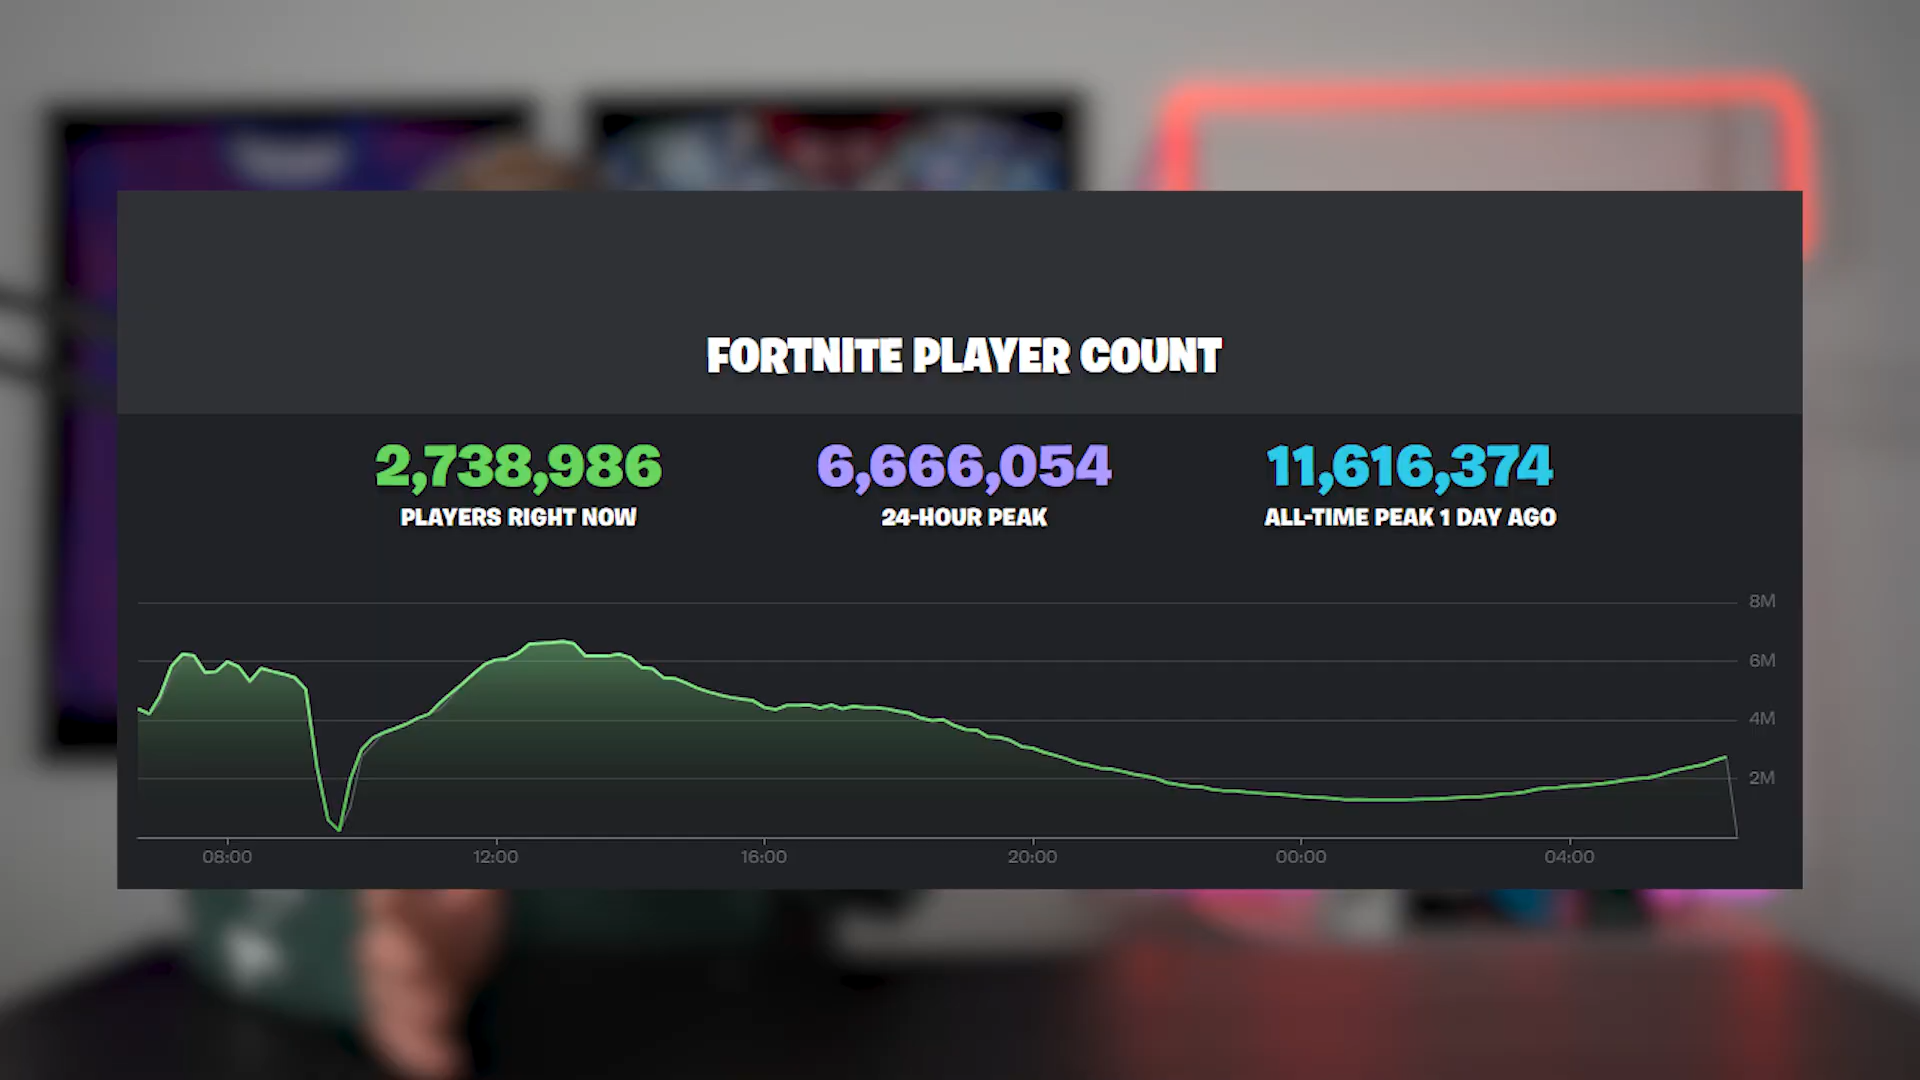 FORTNITE PLAYER COUNT
2,738,986
PLAYERS RIGHT NOW
6,666,054
24-HOUR PEAK
11,616,374
ALL-TIME PEAK 1 DAY AGO
8M
6M
4M
2M
08:00 12:00 16:00 20:00 00:00 04:00